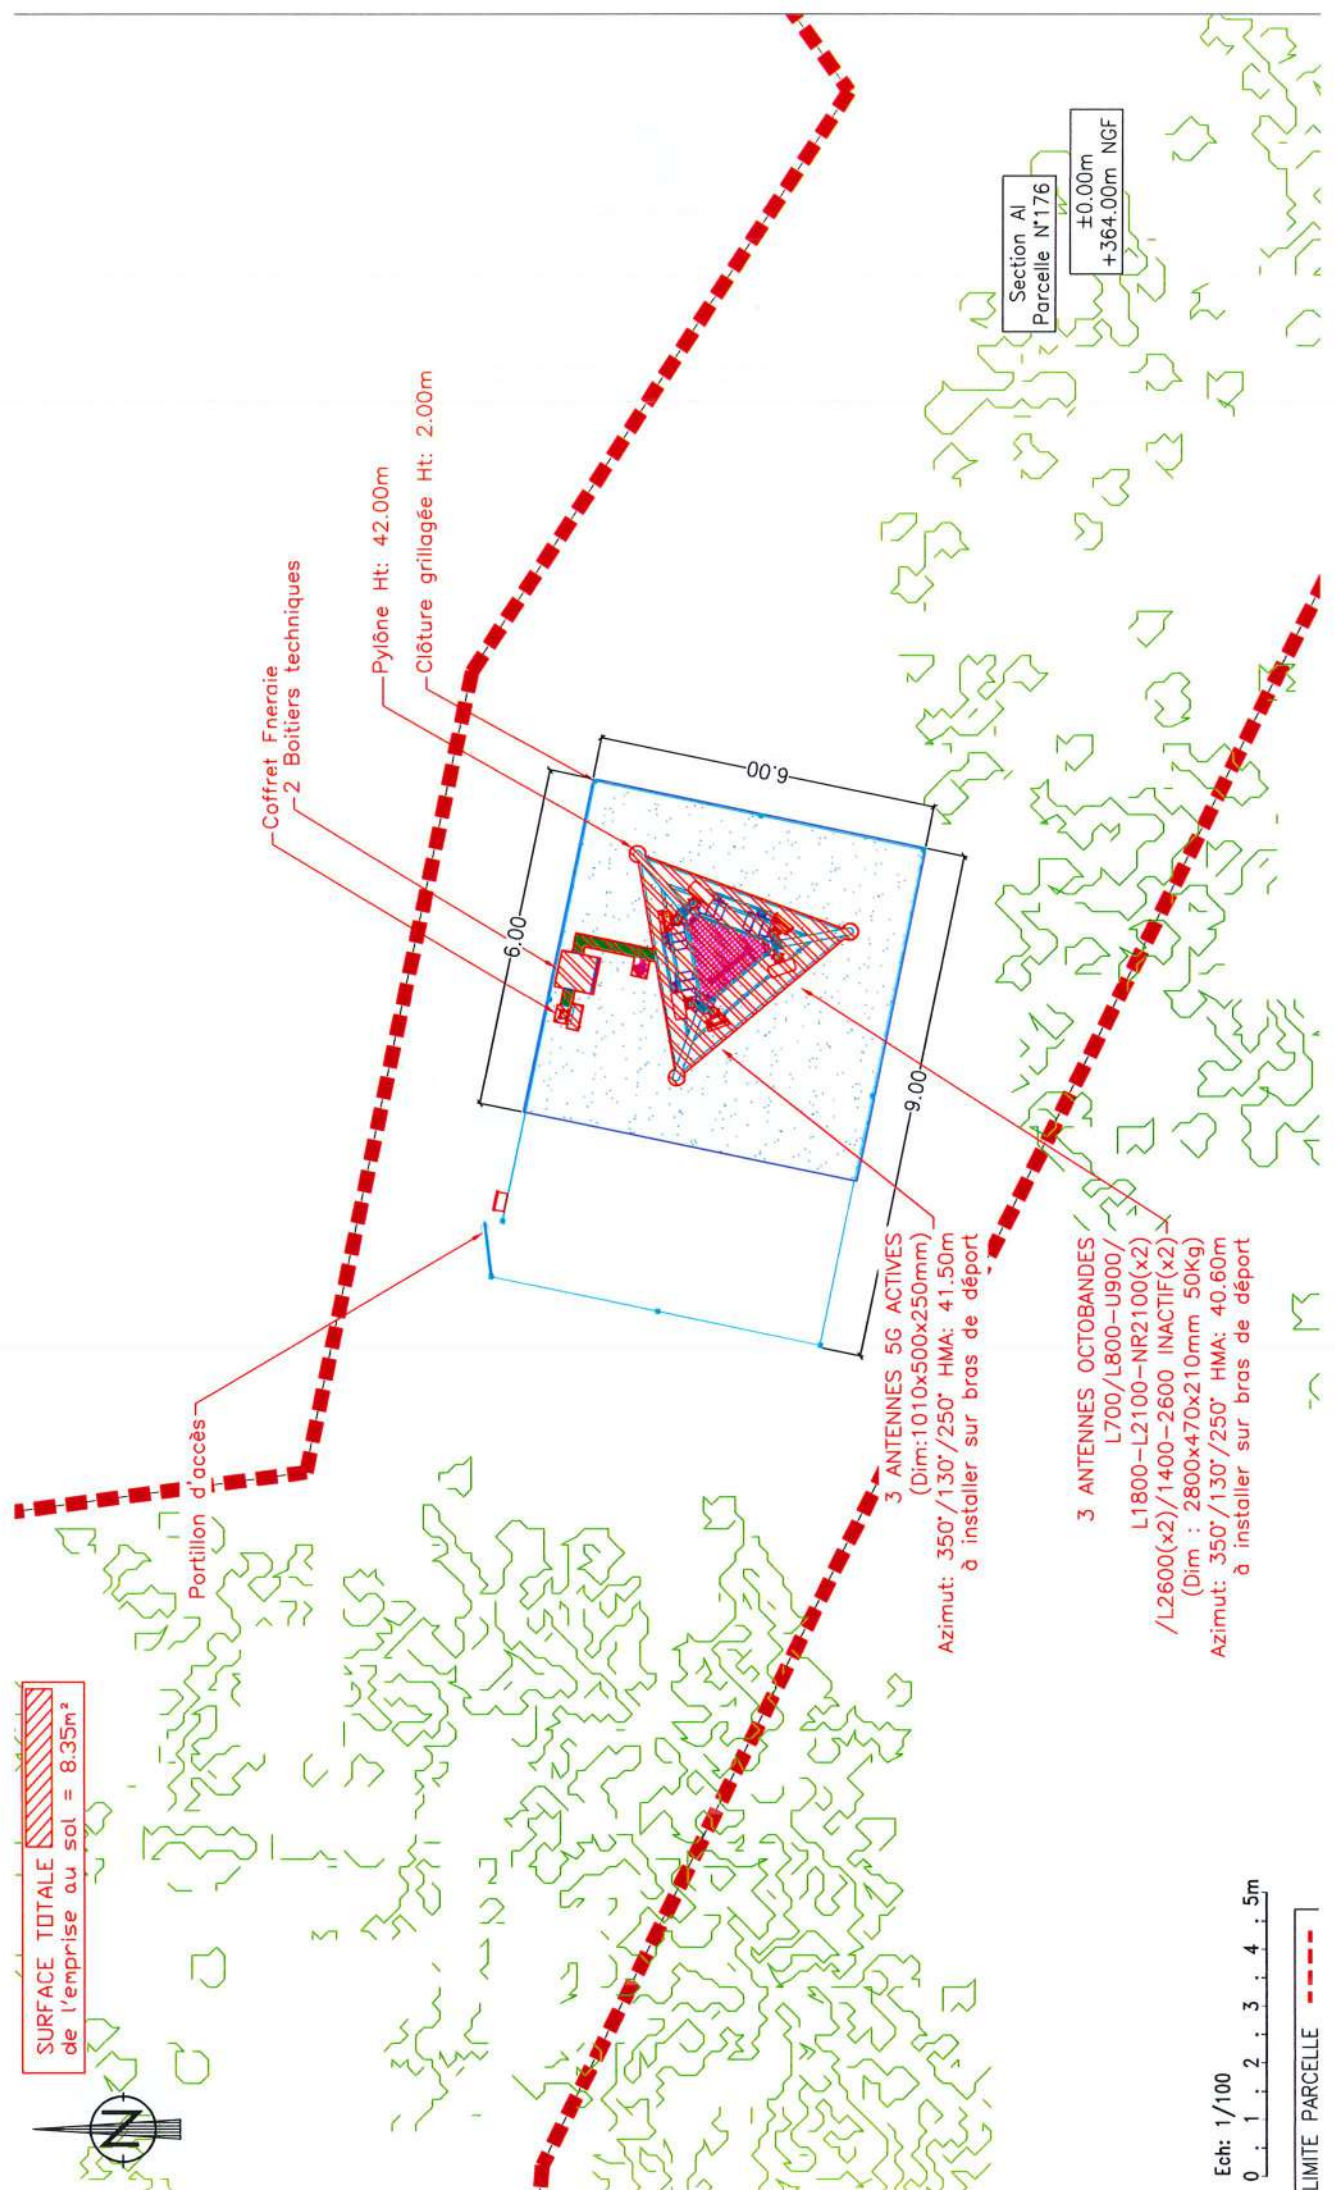 SURFACE TOTALE
de l'emprise au sol = 8.35m²
N
Portillon d'accès
Coffret Eneraie
2 Boitiers techniques
Pylône Ht: 42.00m
Clôture grillagée Ht: 2.00m
6.00
6.00
9.00
Section AI
Parcelle N°176
±0.00m
+364.00m NGF
3 ANTENNES 5G ACTIVES
(Dim:1010x500x250mm)
Azimut: 350°/130°/250° HMA: 41.50m
à installer sur bras de déport
3 ANTENNES OCTOBANDES
L700/L800-U900/
L1800-L2100-NR2100(x2)
/L2600(x2)/1400-2600 INACTIF(x2)
(Dim : 2800x470x210mm 50Kg)
Azimut: 350°/130°/250° HMA: 40.60m
à installer sur bras de déport
Ech: 1/100
0 1 2 3 4 5m
LIMITE PARCELLE